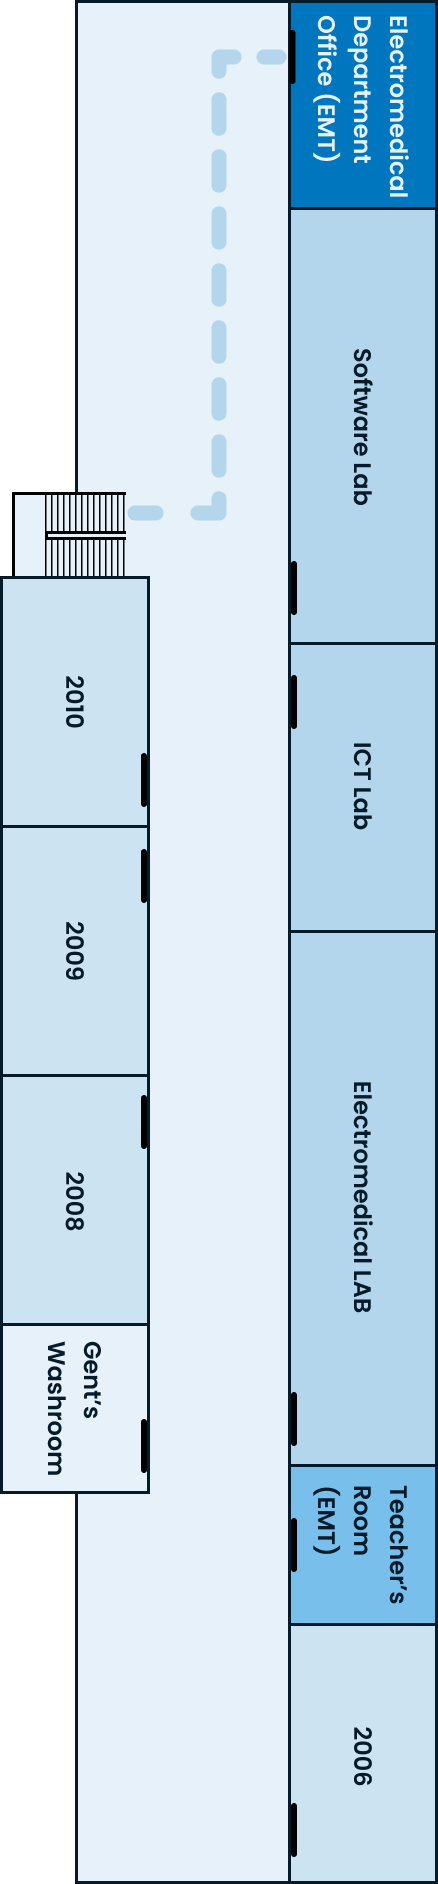 Electromedical
Department
Office (EMT)
Software Lab
ICT Lab
Electromedical LAB
Teacher's
Room
(EMT)
2006
2010
2009
2008
Gent's
Washroom